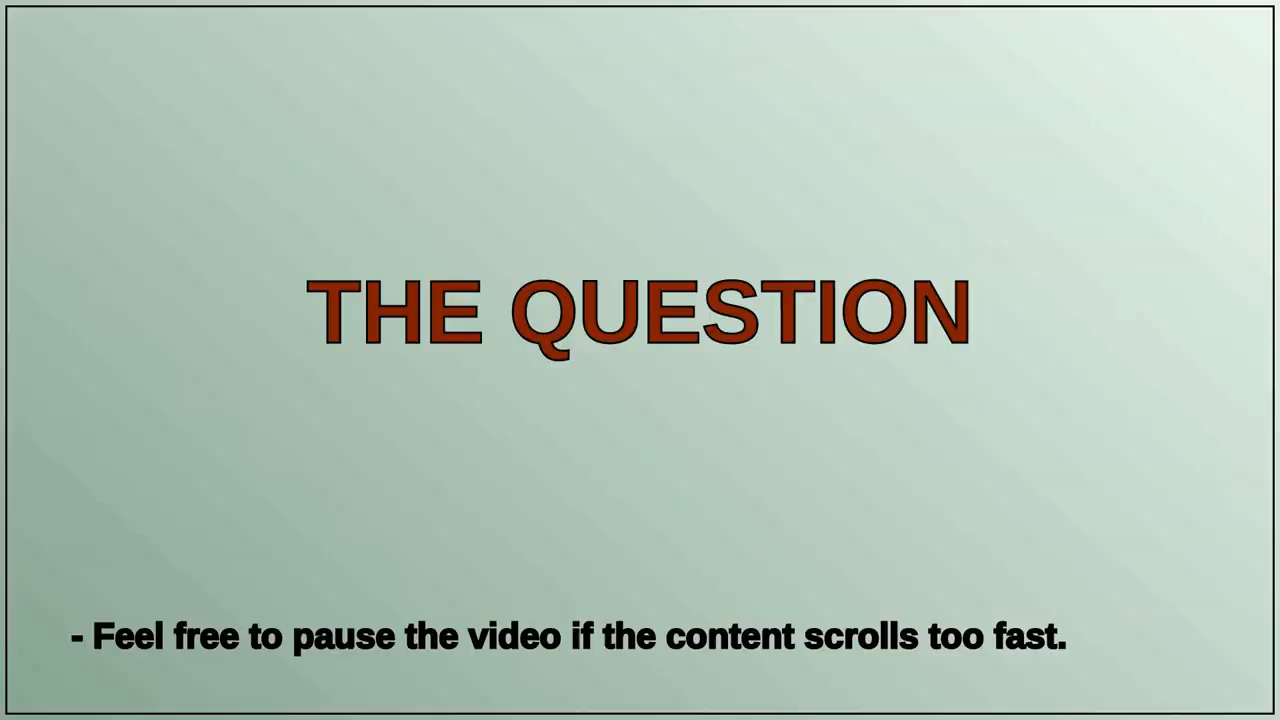 THE QUESTION
- Feel free to pause the video if the content scrolls too fast.